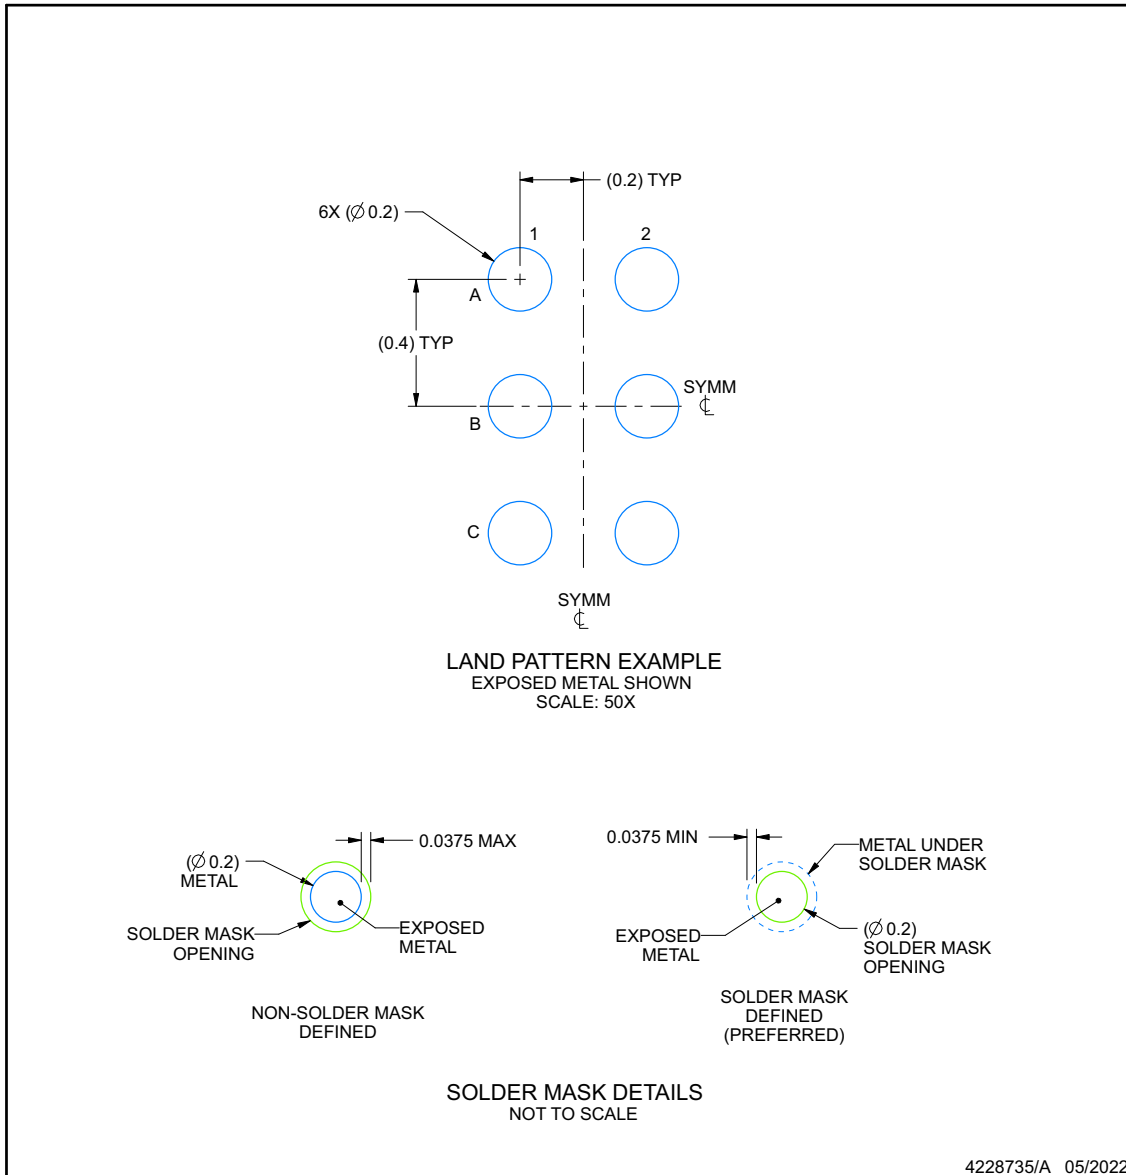 (0.2) TYP
6X (Ø 0.2)
1
2
A
(0.4) TYP
SYMM
℄
B
C
SYMM
℄
LAND PATTERN EXAMPLE
EXPOSED METAL SHOWN
SCALE: 50X
0.0375 MAX
(Ø 0.2)
METAL
SOLDER MASK
OPENING
EXPOSED
METAL
NON-SOLDER MASK
DEFINED
0.0375 MIN
METAL UNDER
SOLDER MASK
EXPOSED
METAL
(Ø 0.2)
SOLDER MASK
OPENING
SOLDER MASK
DEFINED
(PREFERRED)
SOLDER MASK DETAILS
NOT TO SCALE
4228735/A 05/2022